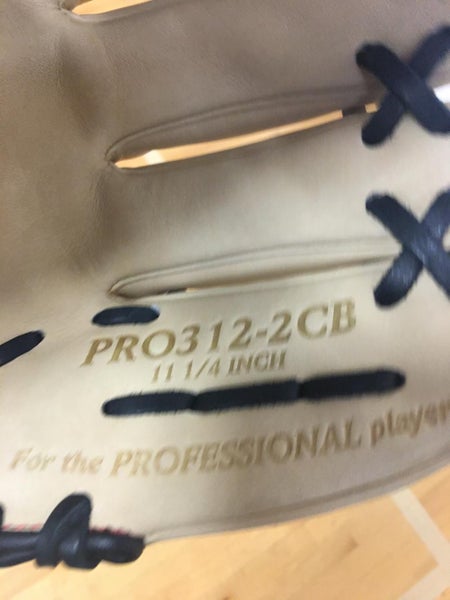 PRO312-2CB
11 1/4 INCH
For the PROFESSIONAL player